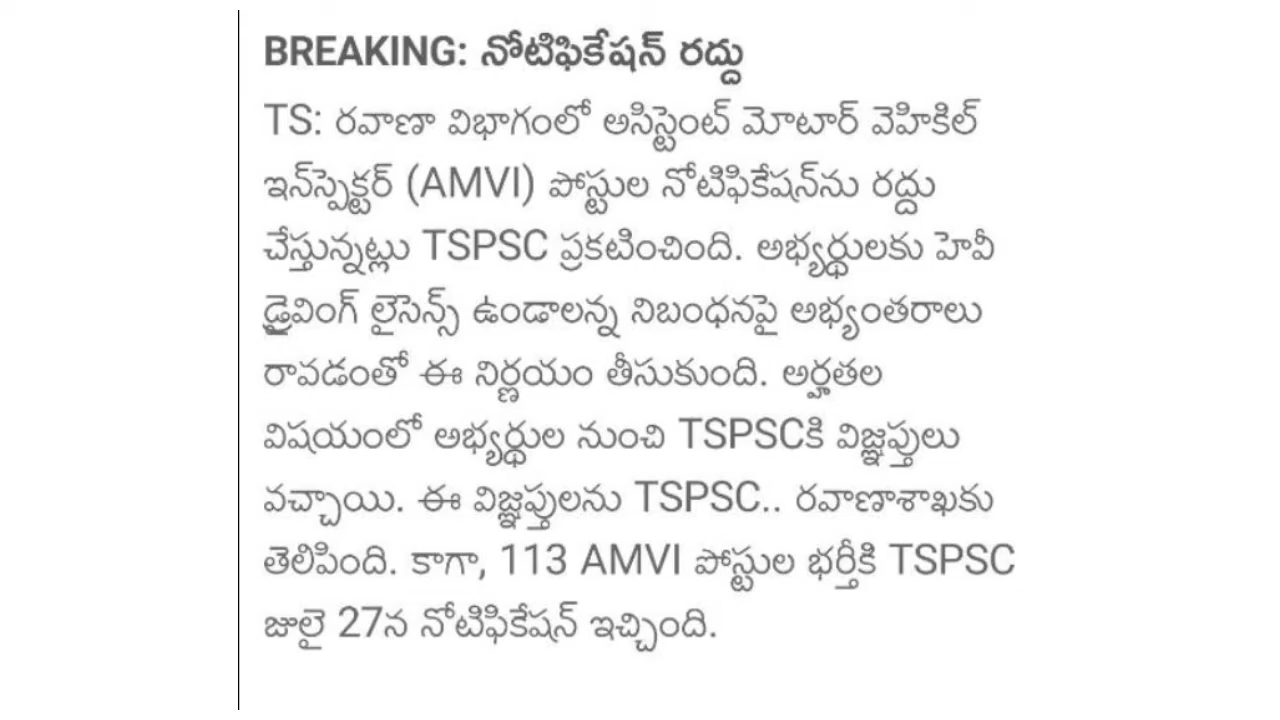 BREAKING: నోటిఫికేషన్ రద్దు
TS: రవాణా విభాగంలో అసిస్టెంట్ మోటార్ వెహికిల్
ఇన్‌స్పెక్టర్ (AMVI) పోస్టుల నోటిఫికేషన్‌ను రద్దు
చేస్తున్నట్లు TSPSC ప్రకటించింది. అభ్యర్థులకు హెవీ
డ్రైవింగ్ లైసెన్స్ ఉండాలన్న నిబంధనపై అభ్యంతరాలు
రావడంతో ఈ నిర్ణయం తీసుకుంది. అర్హతల
విషయంలో అభ్యర్థుల నుంచి TSPSCకి విజ్ఞప్తులు
వచ్చాయి. ఈ విజ్ఞప్తులను TSPSC.. రవాణాశాఖకు
తెలిపింది. కాగా, 113 AMVI పోస్టుల భర్తీకి TSPSC
జులై 27న నోటిఫికేషన్ ఇచ్చింది.